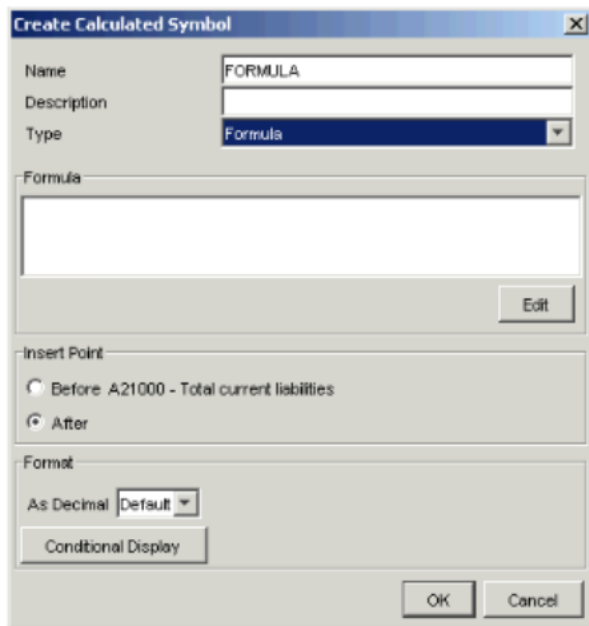 Create Calculated Symbol
Name FORMULA
Description
Type Formula
Formula
Edit
Insert Point
Before A21000 - Total current liabilities
After
Format
As Decimal Default
Conditional Display
OK Cancel